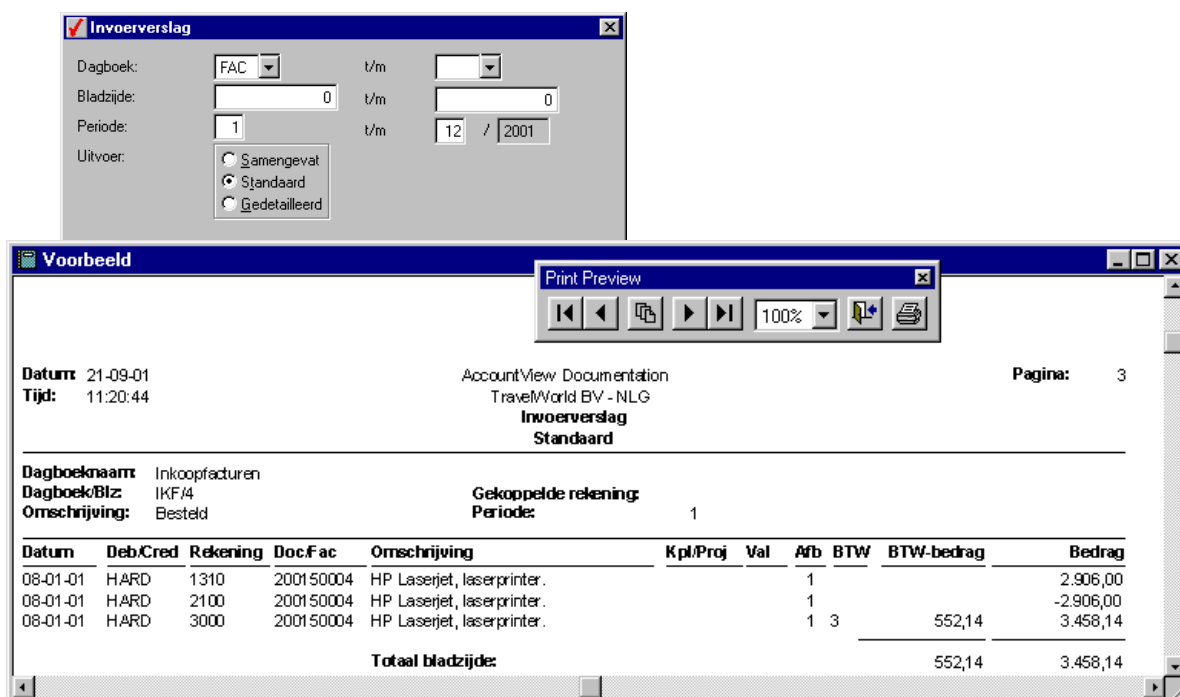 Invoerverslag
Dagboek: FAC t/m
Bladzijde: 0 t/m 0
Periode: 1 t/m 12 / 2001
Uitvoer: Samengevat
Standaard
Gedetailleerd
Voorbeeld
Print Preview
100%
Datum: 21-09-01 AccountView Documentation Pagina: 3
Tijd: 11:20:44 TravelWorld BV - NLG
Invoerverslag
Standaard
Dagboeknaam: Inkoopfacturen
Dagboek/Blz: IKF/4 Gekoppelde rekening:
Omschrijving: Besteld Periode: 1
Datum Deb/Cred Rekening Doc/Fac Omschrijving Kpl/Proj Val Afb BTW BTW-bedrag Bedrag
08-01-01 HARD 1310 200150004 HP Laserjet, laserprinter. 1 2.906,00
08-01-01 HARD 2100 200150004 HP Laserjet, laserprinter. 1 -2.906,00
08-01-01 HARD 3000 200150004 HP Laserjet, laserprinter. 1 3 552,14 3.458,14
Totaal bladzijde: 552,14 3.458,14